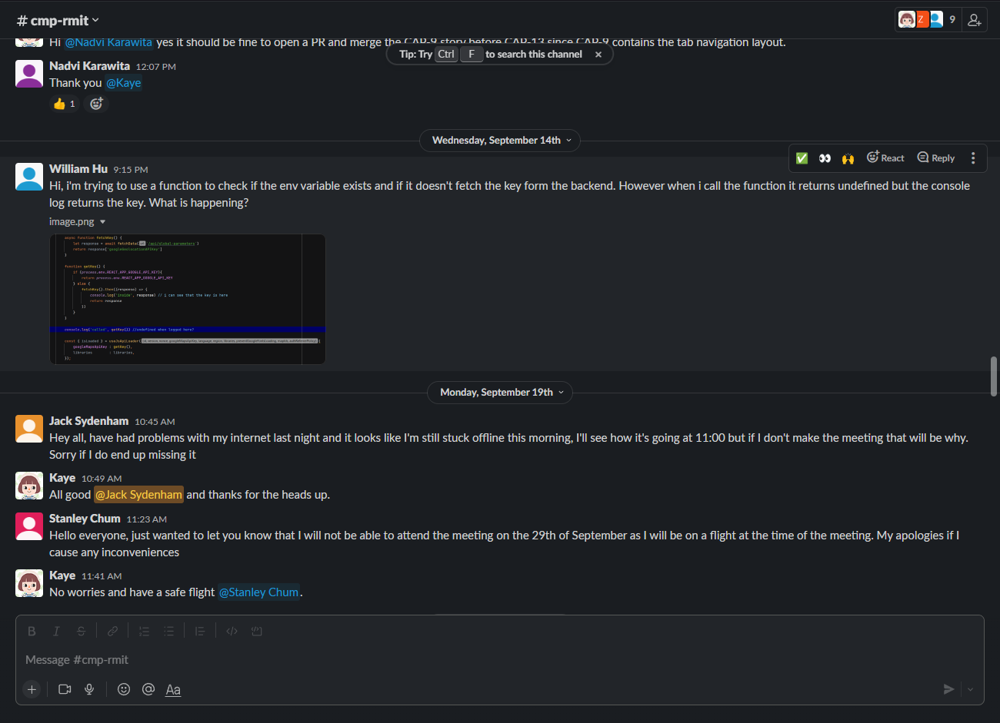 # cmp-rmit
9
Hi @Nadvi Karawita yes it should be fine to open a PR and merge the CAP-9 story before CAP-13 since CAP-9 contains the tab navigation layout.
Tip: Try Ctrl F to search this channel
Nadvi Karawita 12:07 PM
Thank you @Kaye
1
Wednesday, September 14th
William Hu 9:15 PM
React Reply
Hi, i'm trying to use a function to check if the env variable exists and if it doesn't fetch the key form the backend. However when i call the function it returns undefined but the console
log returns the key. What is happening?
image.png
async function fetchKey() {
let response = await fetchData( /api/global-parameters')
return response['googleGeolocationAPIKey']
}
function getKey() {
if (process.env.REACT_APP_GOOGLE_API_KEY){
return process.env.REACT_APP_GOOGLE_API_KEY
} else {
fetchKey().then((response) => {
console.log('inside', response) // i can see that the key is here
return response
})
}
}
console.log('called', getKey()) //undefined when logged here?
const { isLoaded } = useJsApiLoader(
googleMapsApiKey : getKey(),
libraries : libraries,
});
Monday, September 19th
Jack Sydenham 10:45 AM
Hey all, have had problems with my internet last night and it looks like I'm still stuck offline this morning, I'll see how it's going at 11:00 but if I don't make the meeting that will be why.
Sorry if I do end up missing it
Kaye 10:49 AM
All good @Jack Sydenham and thanks for the heads up.
Stanley Chum 11:23 AM
Hello everyone, just wanted to let you know that I will not be able to attend the meeting on the 29th of September as I will be on a flight at the time of the meeting. My apologies if I
cause any inconveniences
Kaye 11:41 AM
No worries and have a safe flight @Stanley Chum.
Message #cmp-rmit
Aa